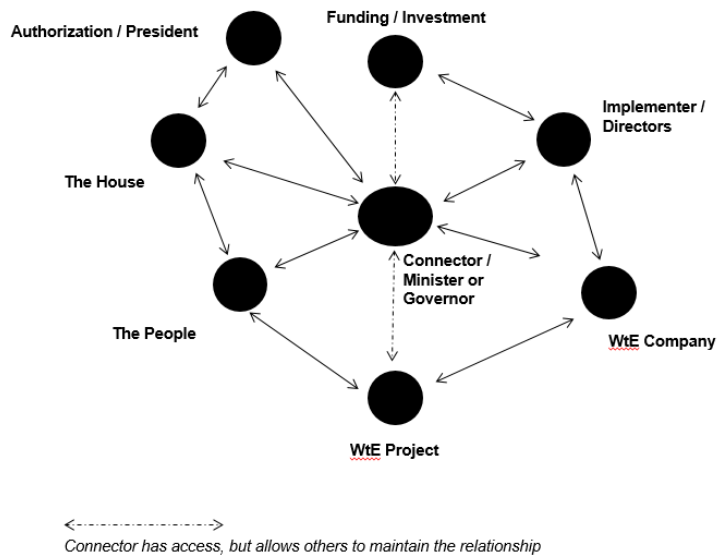 Funding / Investment
Authorization / President
Implementer /
Directors
The House
Connector /
Minister or
Governor
The People
WtE Company
WtE Project
Connector has access, but allows others to maintain the relationship